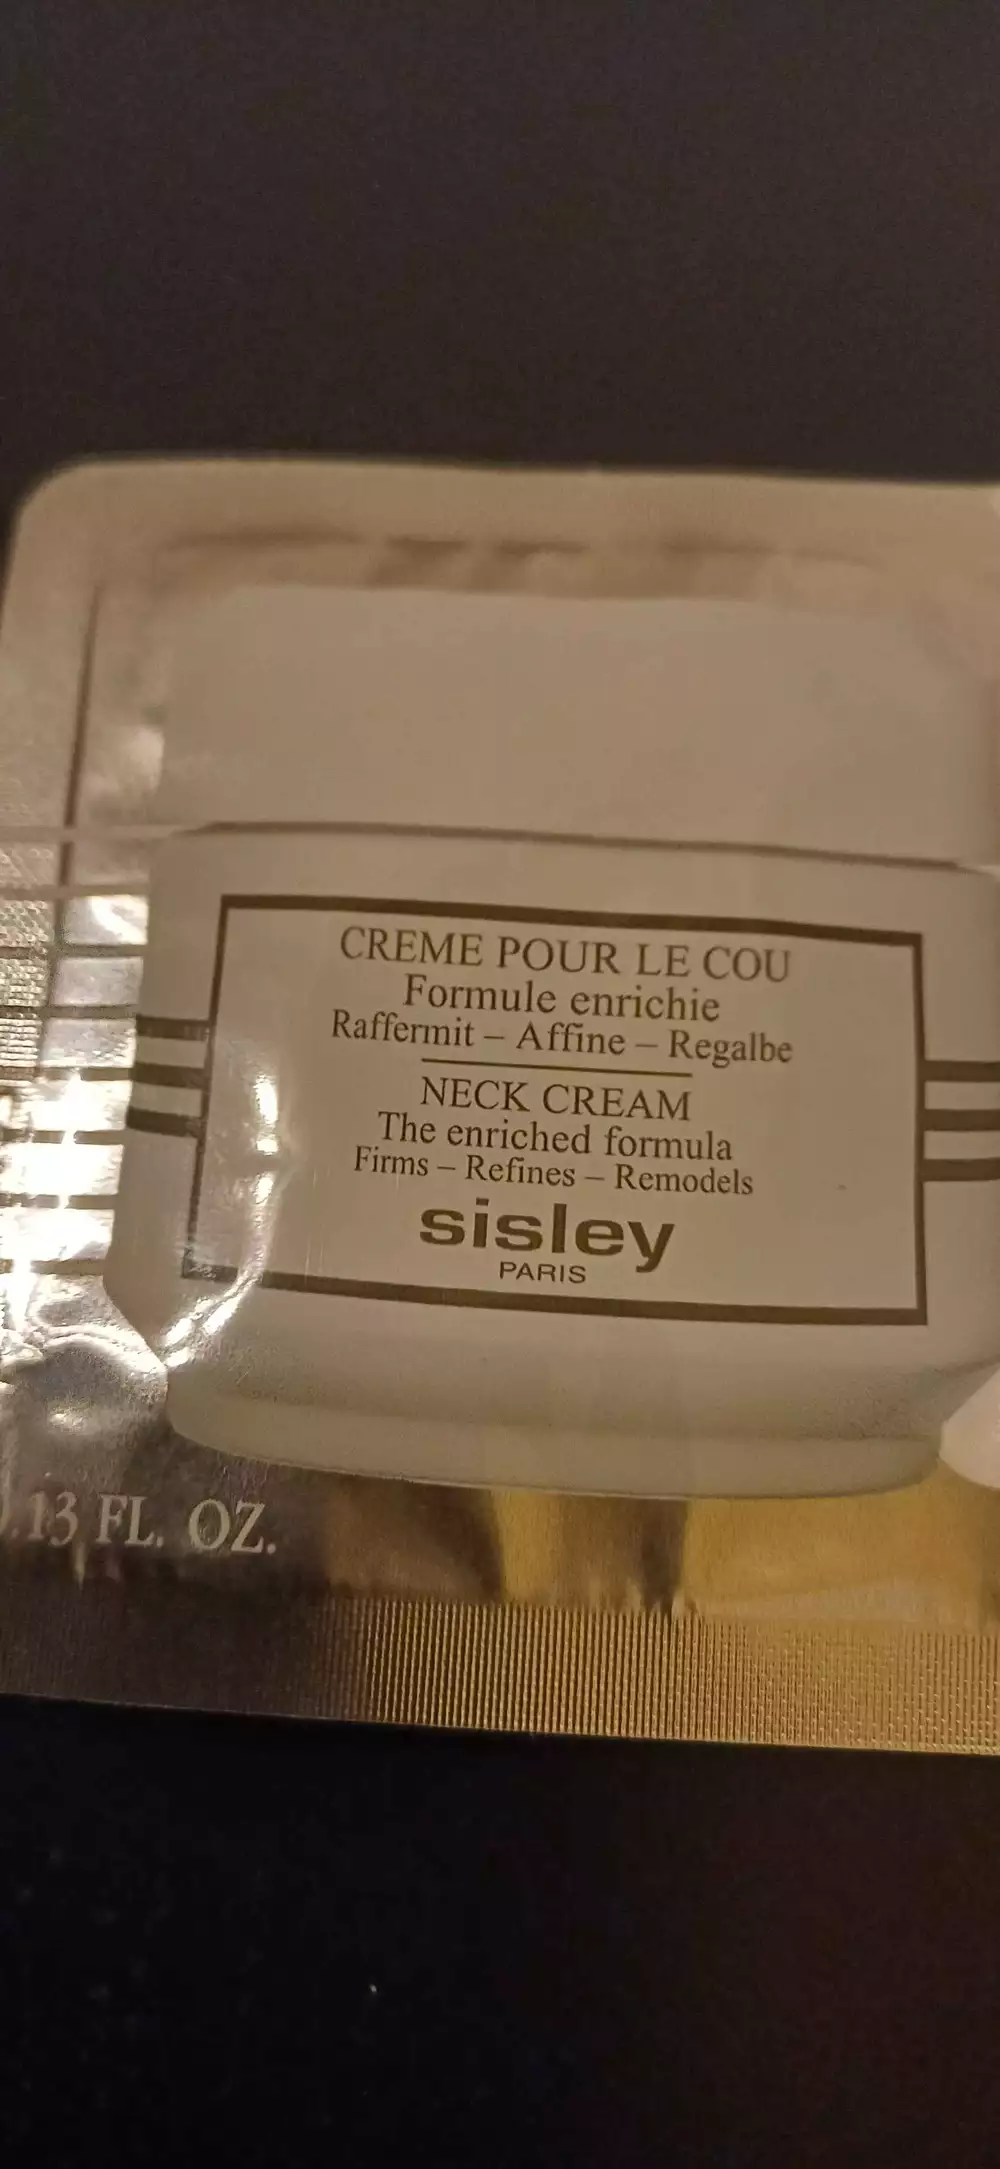 CREME POUR LE COU
Formule enrichie
Raffermit – Affine – Regalbe
NECK CREAM
The enriched formula
Firms – Refines – Remodels
sisley
PARIS
.13 FL. OZ.